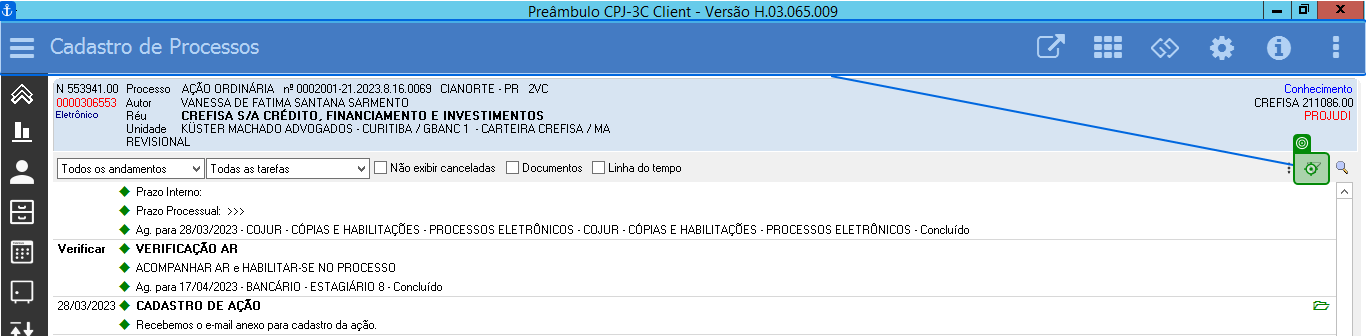 Preâmbulo CPJ-3C Client - Versão H.03.065.009
Cadastro de Processos
N 553941.00 Processo AÇÃO ORDINÁRIA nº 0002001-21.2023.8.16.0069 CIANORTE - PR 2VC Conhecimento
0000306553 Autor VANESSA DE FATIMA SANTANA SARMENTO CREFISA 211086.00
Eletrônico Réu CREFISA S/A CRÉDITO, FINANCIAMENTO E INVESTIMENTOS PROJUDI
Unidade KÜSTER MACHADO ADVOGADOS - CURITIBA / GBANC 1 - CARTEIRA CREFISA / MA
REVISIONAL
Todos os andamentos Todas as tarefas Não exibir canceladas Documentos Linha do tempo
Prazo Interno:
Prazo Processual: >>>
Ag. para 28/03/2023 - COJUR - CÓPIAS E HABILITAÇÕES - PROCESSOS ELETRÔNICOS - COJUR - CÓPIAS E HABILITAÇÕES - PROCESSOS ELETRÔNICOS - Concluído
Verificar VERIFICAÇÃO AR
ACOMPANHAR AR e HABILITAR-SE NO PROCESSO
Ag. para 17/04/2023 - BANCÁRIO - ESTAGIÁRIO 8 - Concluído
28/03/2023 CADASTRO DE AÇÃO
Recebemos o e-mail anexo para cadastro da ação.